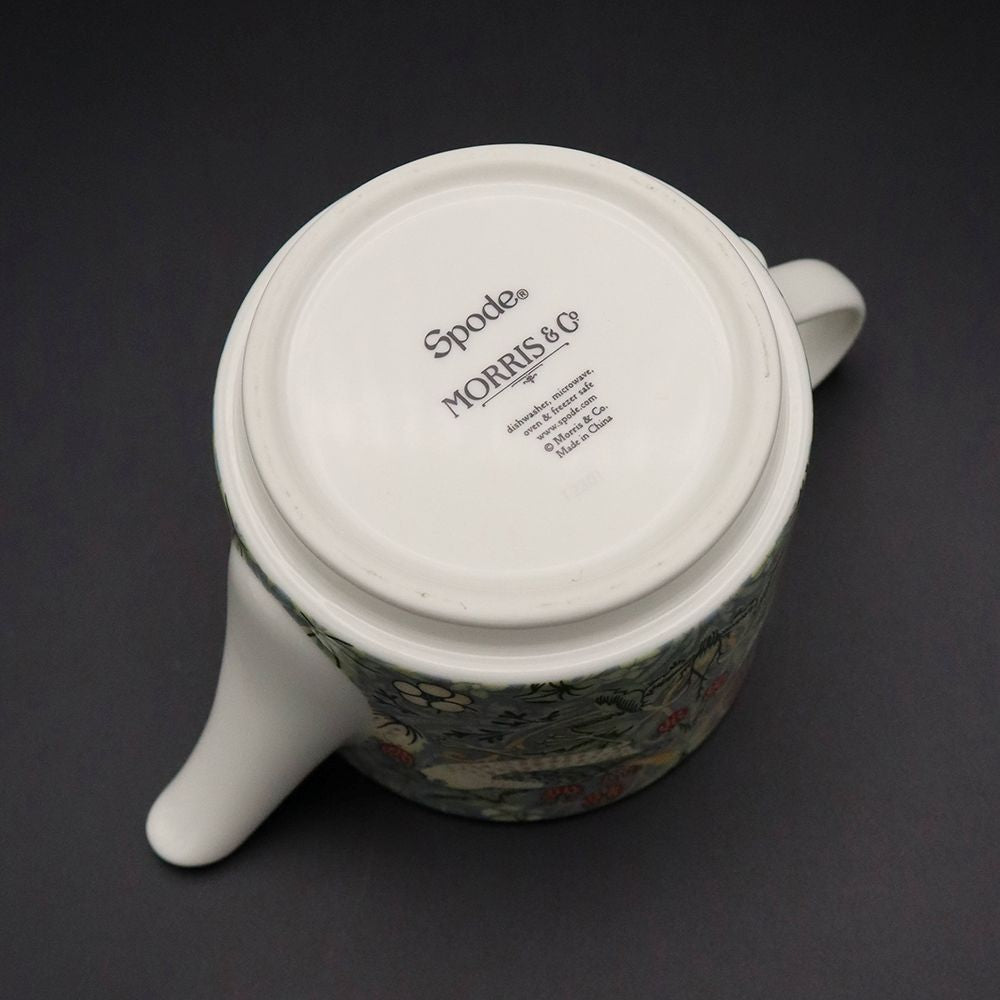 Spode®
MORRIS & Co
dishwasher, microwave,
oven & freezer safe
www.spode.com
© Morris & Co.
Made in China